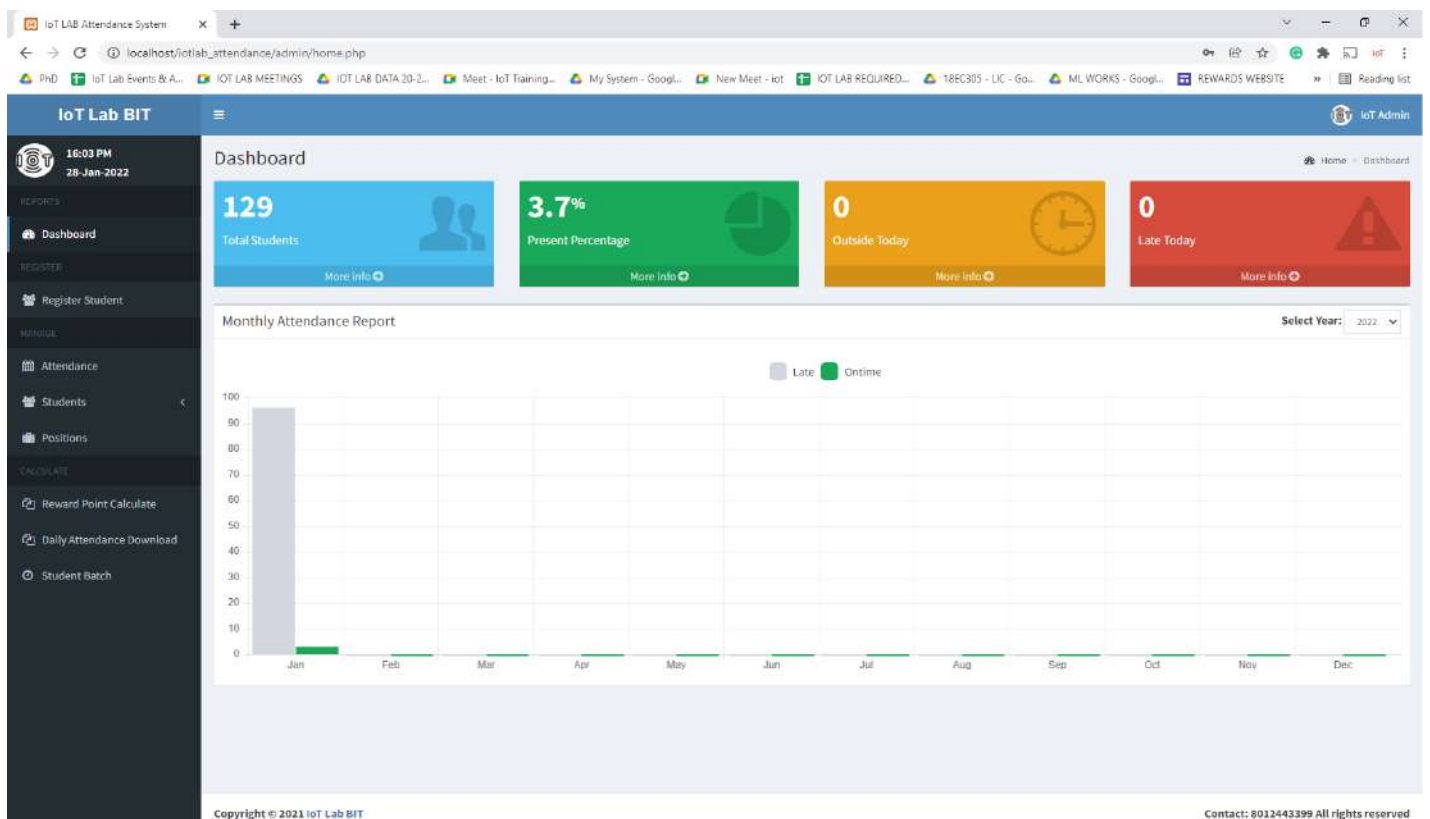 IoT LAB Attendance System
localhost/iotlab_attendance/admin/home.php
PhD IoT Lab Events & A... IOT LAB MEETINGS IOT LAB DATA 20-2... Meet - IoT Training... My System - Googl... New Meet - iot IOT LAB REQUIRED... 18EC305 - LIC - Go... ML WORKS - Googl... REWARDS WEBSITE » Reading list
IoT Lab BIT
IoT Admin
IOT
16:03 PM
28-Jan-2022
REPORTS
Dashboard
REGISTER
Register Student
MANAGE
Attendance
Students
Positions
CALCULATE
Reward Point Calculate
Daily Attendance Download
Student Batch
Dashboard
Home > Dashboard
129
Total Students
More info
3.7%
Present Percentage
More info
0
Outside Today
More info
0
Late Today
More info
Monthly Attendance Report
Select Year: 2022
Late Ontime
100
90
80
70
60
50
40
30
20
10
0
Jan Feb Mar Apr May Jun Jul Aug Sep Oct Nov Dec
Copyright © 2021 IoT Lab BIT
Contact: 8012443399 All rights reserved